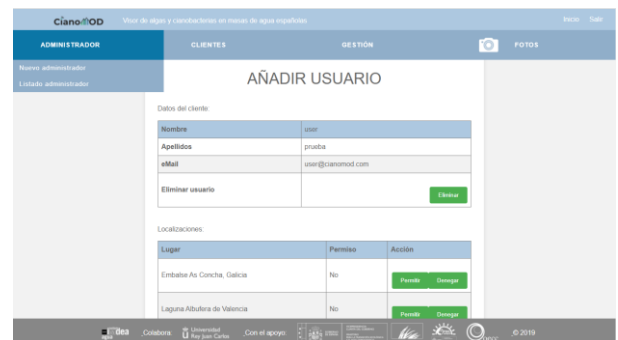 CianoMOD Visor de algas y cianobacterias en masas de agua españolas Inicio Salir
ADMINISTRADOR CLIENTES GESTIÓN FOTOS
Nuevo administrador
Listado administrador
AÑADIR USUARIO
Datos del cliente:
Nombre user
Apellidos prueba
eMail user@cianomod.com
Eliminar usuario Eliminar
Localizaciones:
Lugar Permiso Acción
Embalse As Concha, Galicia No Permitir Denegar
Laguna Albufera de Valencia No Permitir Denegar
dea agua Colabora: Universidad Rey Juan Carlos Con el apoyo: © 2019